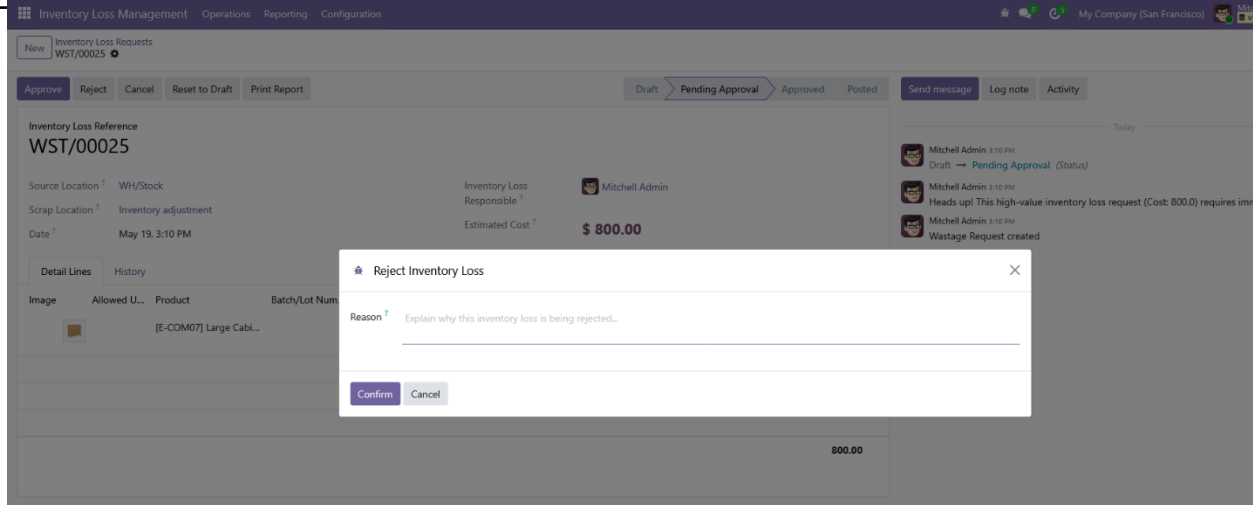 Inventory Loss Management Operations Reporting Configuration
8 5 My Company (San Francisco)
New Inventory Loss Requests
WST/00025
Approve Reject Cancel Reset to Draft Print Report
Draft Pending Approval Approved Posted
Send message Log note Activity
Today
Inventory Loss Reference
WST/00025
Source Location ? WH/Stock
Scrap Location ? Inventory adjustment
Date ? May 19, 3:10 PM
Inventory Loss
Responsible ? Mitchell Admin
Estimated Cost ? $ 800.00
Mitchell Admin 3:10 PM
Draft → Pending Approval (Status)
Mitchell Admin 3:10 PM
Heads up! This high-value inventory loss request (Cost: 800.0) requires
Mitchell Admin 3:10 PM
Wastage Request created
Detail Lines History
Image Allowed U... Product Batch/Lot Num
[E-COM07] Large Cabi...
Reject Inventory Loss
Reason ? Explain why this inventory loss is being rejected...
Confirm Cancel
800.00